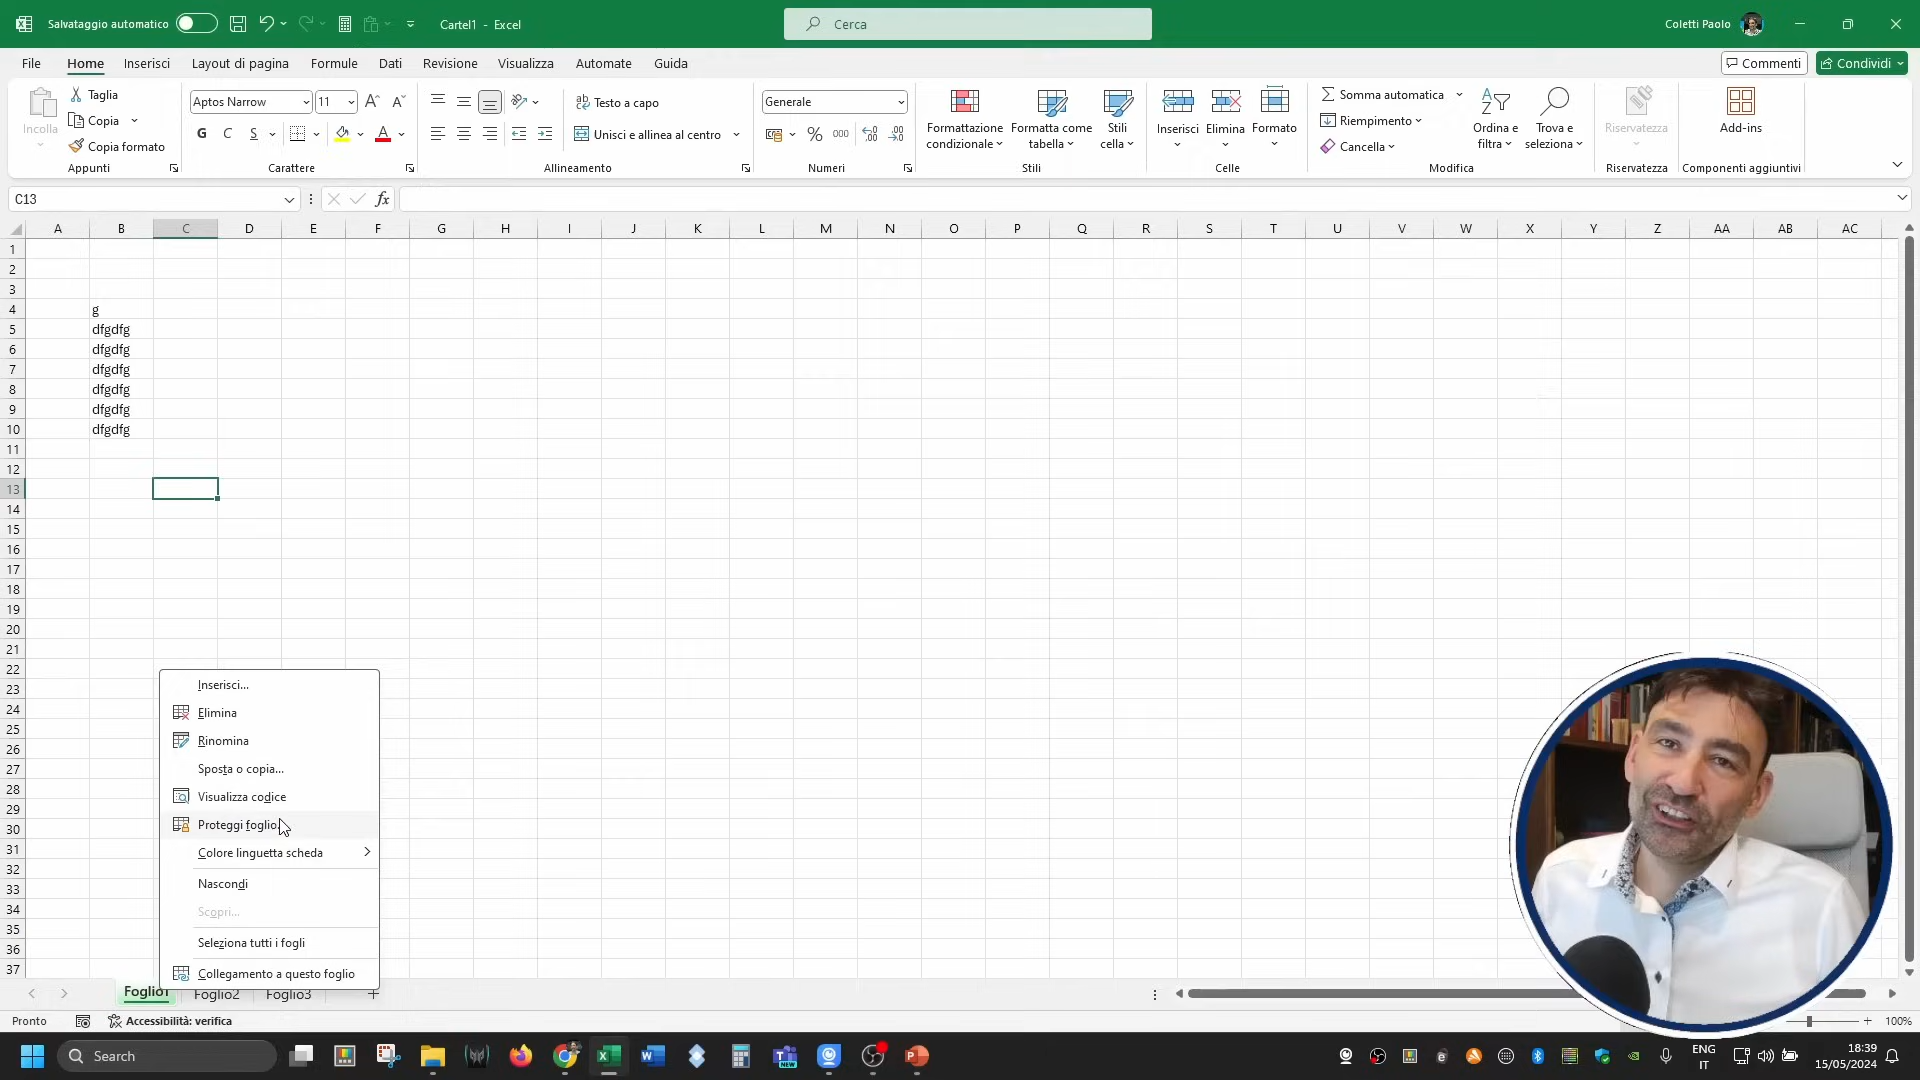 Salvataggio automatico
Cartel1 - Excel
Cerca
Coletti Paolo
File
Home
Inserisci
Layout di pagina
Formule
Dati
Revisione
Visualizza
Automate
Guida
Commenti
Condividi
Incolla
Taglia
Copia
Copia formato
Appunti
Aptos Narrow
11
G C S
Carattere
Testo a capo
Unisci e allinea al centro
Allineamento
Generale
% 000
Numeri
Formattazione condizionale
Formatta come tabella
Stili cella
Stili
Inserisci
Elimina
Formato
Celle
Somma automatica
Riempimento
Cancella
Ordina e filtra
Trova e seleziona
Modifica
Riservatezza
Riservatezza
Add-ins
Componenti aggiuntivi
C13
fx
A B C D E F G H I J K L M N O P Q R S T U V W X Y Z AA AB AC
1
2
3
4 g
5 dfgdfg
6 dfgdfg
7 dfgdfg
8 dfgdfg
9 dfgdfg
10 dfgdfg
11
12
13
14
15
16
17
18
19
20
21
22
23
24
25
26
27
28
29
30
31
32
33
34
35
36
37
Inserisci...
Elimina
Rinomina
Sposta o copia...
Visualizza codice
Proteggi foglio
Colore linguetta scheda
Nascondi
Scopri...
Seleziona tutti i fogli
Collegamento a questo foglio
Foglio1
Foglio2
Foglio3
Pronto
Accessibilità: verifica
100%
Search
ENG
IT
18:39
15/05/2024